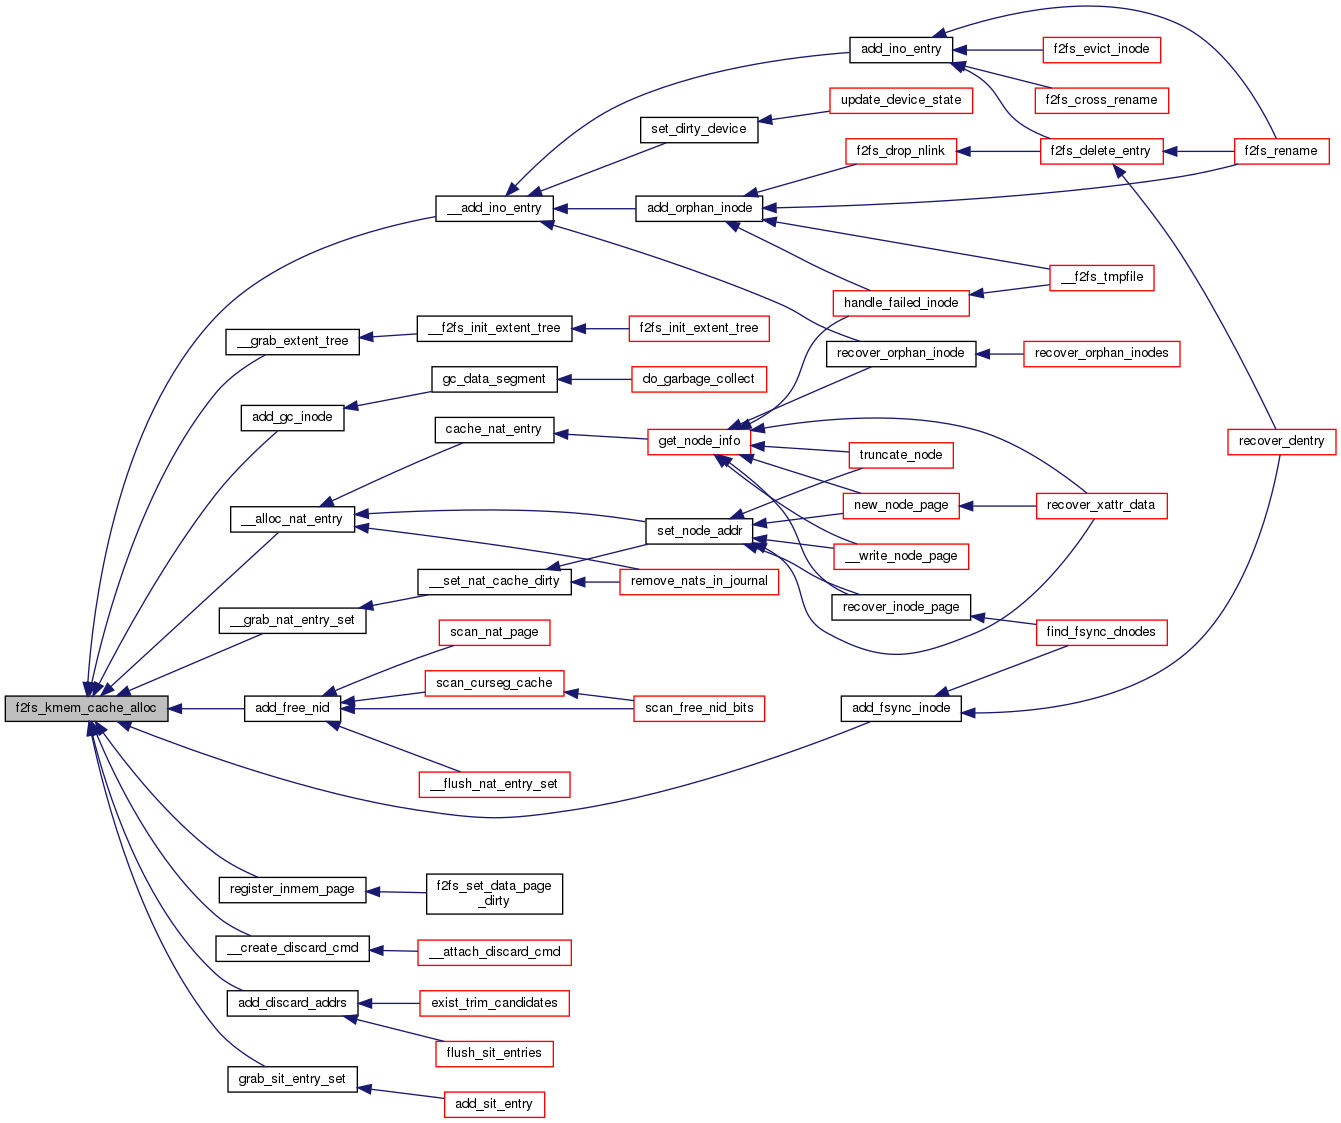 add_ino_entry
f2fs_evict_inode
update_device_state
f2fs_cross_rename
set_dirty_device
f2fs_drop_nlink
f2fs_delete_entry
f2fs_rename
__add_ino_entry
add_orphan_inode
__f2fs_tmpfile
handle_failed_inode
__grab_extent_tree
__f2fs_init_extent_tree
f2fs_init_extent_tree
recover_orphan_inode
recover_orphan_inodes
gc_data_segment
do_garbage_collect
add_gc_inode
cache_nat_entry
get_node_info
truncate_node
recover_dentry
__alloc_nat_entry
set_node_addr
new_node_page
recover_xattr_data
__write_node_page
__set_nat_cache_dirty
remove_nats_in_journal
__grab_nat_entry_set
recover_inode_page
scan_nat_page
find_fsync_dnodes
scan_curseg_cache
f2fs_kmem_cache_alloc
add_free_nid
scan_free_nid_bits
add_fsync_inode
__flush_nat_entry_set
register_inmem_page
f2fs_set_data_page
_dirty
__create_discard_cmd
__attach_discard_cmd
add_discard_addrs
exist_trim_candidates
flush_sit_entries
grab_sit_entry_set
add_sit_entry